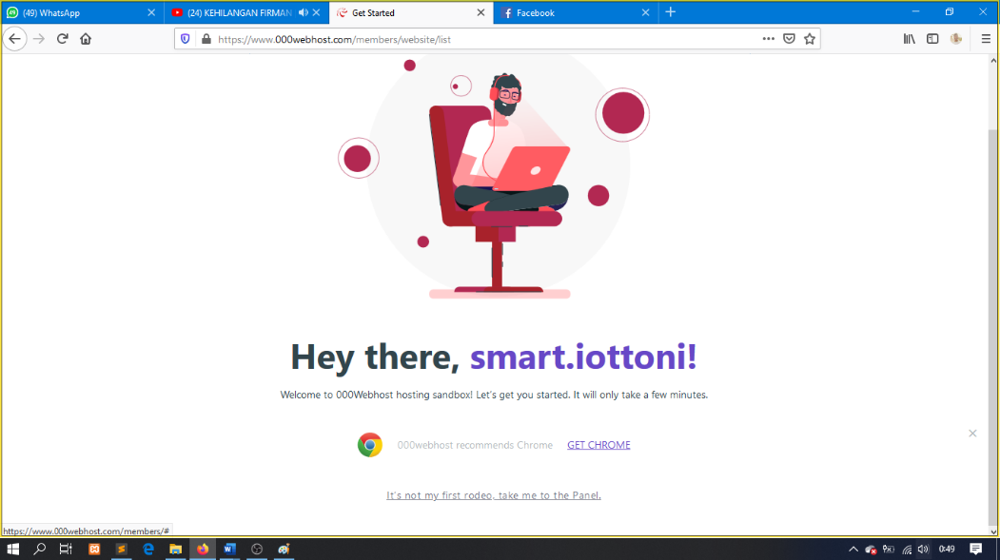 (49) WhatsApp
(24) KEHILANGAN FIRMAN
Get Started
Facebook
https://www.000webhost.com/members/website/list
Hey there, smart.iottoni!
Welcome to 000Webhost hosting sandbox! Let's get you started. It will only take a few minutes.
000webhost recommends Chrome GET CHROME
It's not my first rodeo, take me to the Panel.
https://www.000webhost.com/members/#
0:49